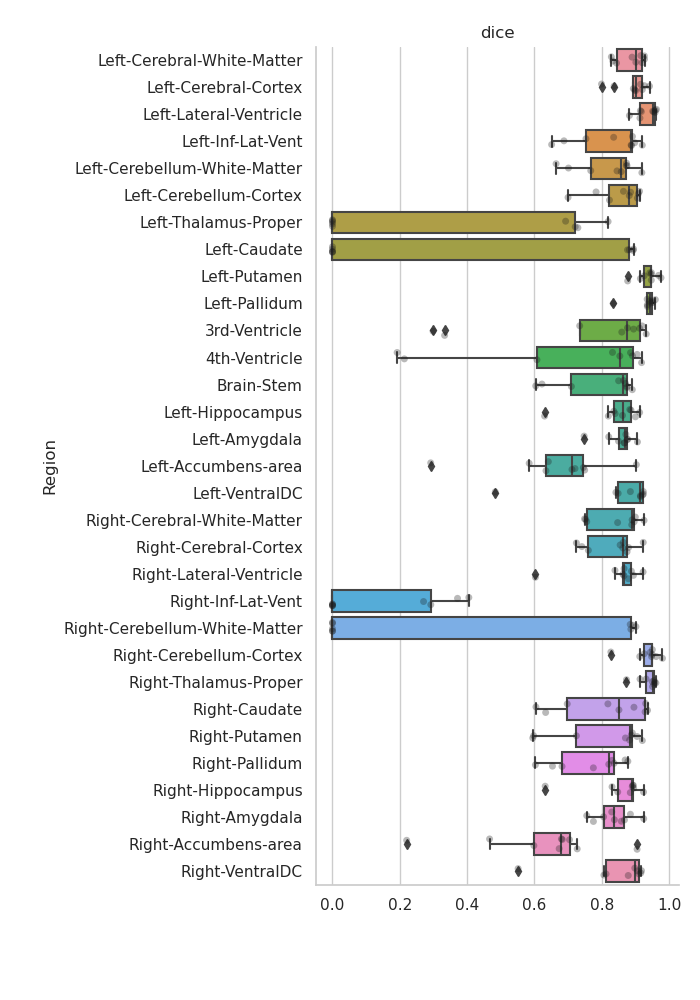 dice
Left-Cerebral-White-Matter
Left-Cerebral-Cortex
Left-Lateral-Ventricle
Left-Inf-Lat-Vent
Left-Cerebellum-White-Matter
Left-Cerebellum-Cortex
Left-Thalamus-Proper
Left-Caudate
Left-Putamen
Left-Pallidum
3rd-Ventricle
4th-Ventricle
Brain-Stem
Left-Hippocampus
Left-Amygdala
Left-Accumbens-area
Left-VentralDC
Right-Cerebral-White-Matter
Right-Cerebral-Cortex
Right-Lateral-Ventricle
Right-Inf-Lat-Vent
Right-Cerebellum-White-Matter
Right-Cerebellum-Cortex
Right-Thalamus-Proper
Right-Caudate
Right-Putamen
Right-Pallidum
Right-Hippocampus
Right-Amygdala
Right-Accumbens-area
Right-VentralDC
Region
0.0 0.2 0.4 0.6 0.8 1.0